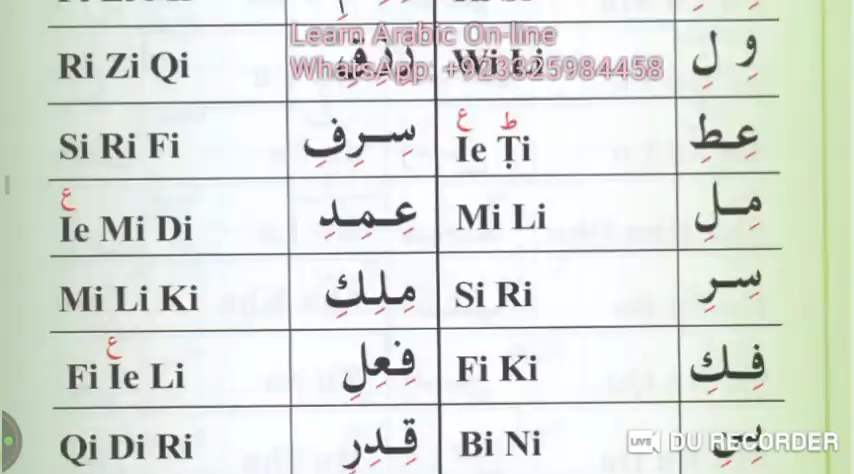 Learn Arabic On-line
WhatsApp: +923325984458
Ri Zi Qi رِزِقِ Wi Li وِ لِ
Si Ri Fi سِرِفِ Ie Ṭi عِطِ
ع ط
Ie Mi Di عِمِدِ Mi Li مِلِ
ع
Mi Li Ki مِلِكِ Si Ri سِرِ
Fi Ie Li فِعِلِ Fi Ki فِكِ
ع
Qi Di Ri قِدِرِ Bi Ni
LIVE DU RECORDER